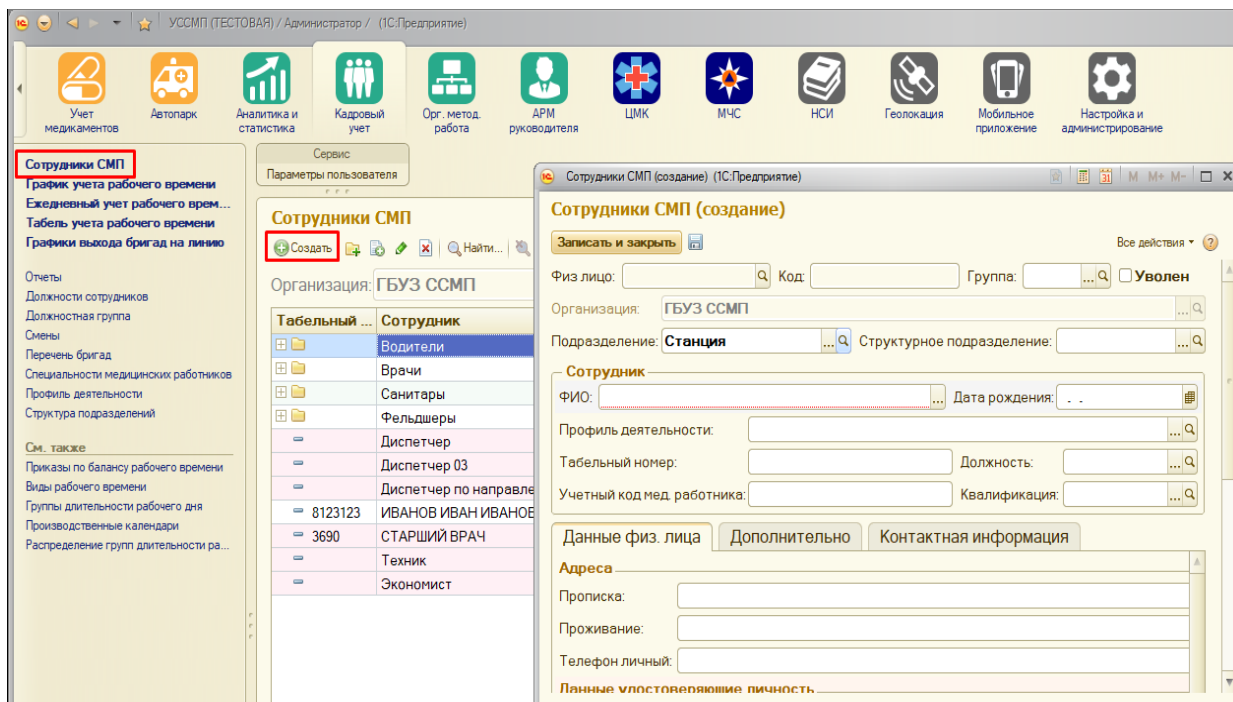 УССМП (ТЕСТОВАЯ) / Администратор / (1С:Предприятие)
Учет медикаментов
Автопарк
Аналитика и статистика
Кадровый учет
Орг. метод. работа
АРМ руководителя
ЦМК
МЧС
НСИ
Геолокация
Мобильное приложение
Настройка и администрирование
Сотрудники СМП
График учета рабочего времени
Ежедневный учет рабочего врем...
Табель учета рабочего времени
Графики выхода бригад на линию
Отчеты
Должности сотрудников
Должностная группа
Смены
Перечень бригад
Специальности медицинских работников
Профиль деятельности
Структура подразделений
См. также
Приказы по балансу рабочего времени
Виды рабочего времени
Группы длительности рабочего дня
Производственные календари
Распределение групп длительности ра...
Сервис
Параметры пользователя
Сотрудники СМП
Создать
Найти...
Организация: ГБУЗ ССМП
Табельный ... Сотрудник
Водители
Врачи
Санитары
Фельдшеры
Диспетчер
Диспетчер 03
Диспетчер по направле
8123123 ИВАНОВ ИВАН ИВАНОВ
3690 СТАРШИЙ ВРАЧ
Техник
Экономист
Сотрудники СМП (создание) (1С:Предприятие)
31 M M+ M-
Сотрудники СМП (создание)
Записать и закрыть Все действия
Физ лицо: Код: Группа: ... Уволен
Организация: ГБУЗ ССМП ...
Подразделение: Станция ... Структурное подразделение: ...
Сотрудник
ФИО: ... Дата рождения: . .
Профиль деятельности: ...
Табельный номер: Должность: ...
Учетный код мед. работника: Квалификация: ...
Данные физ. лица Дополнительно Контактная информация
Адреса
Прописка:
Проживание:
Телефон личный:
Данные удостоверяющие личность